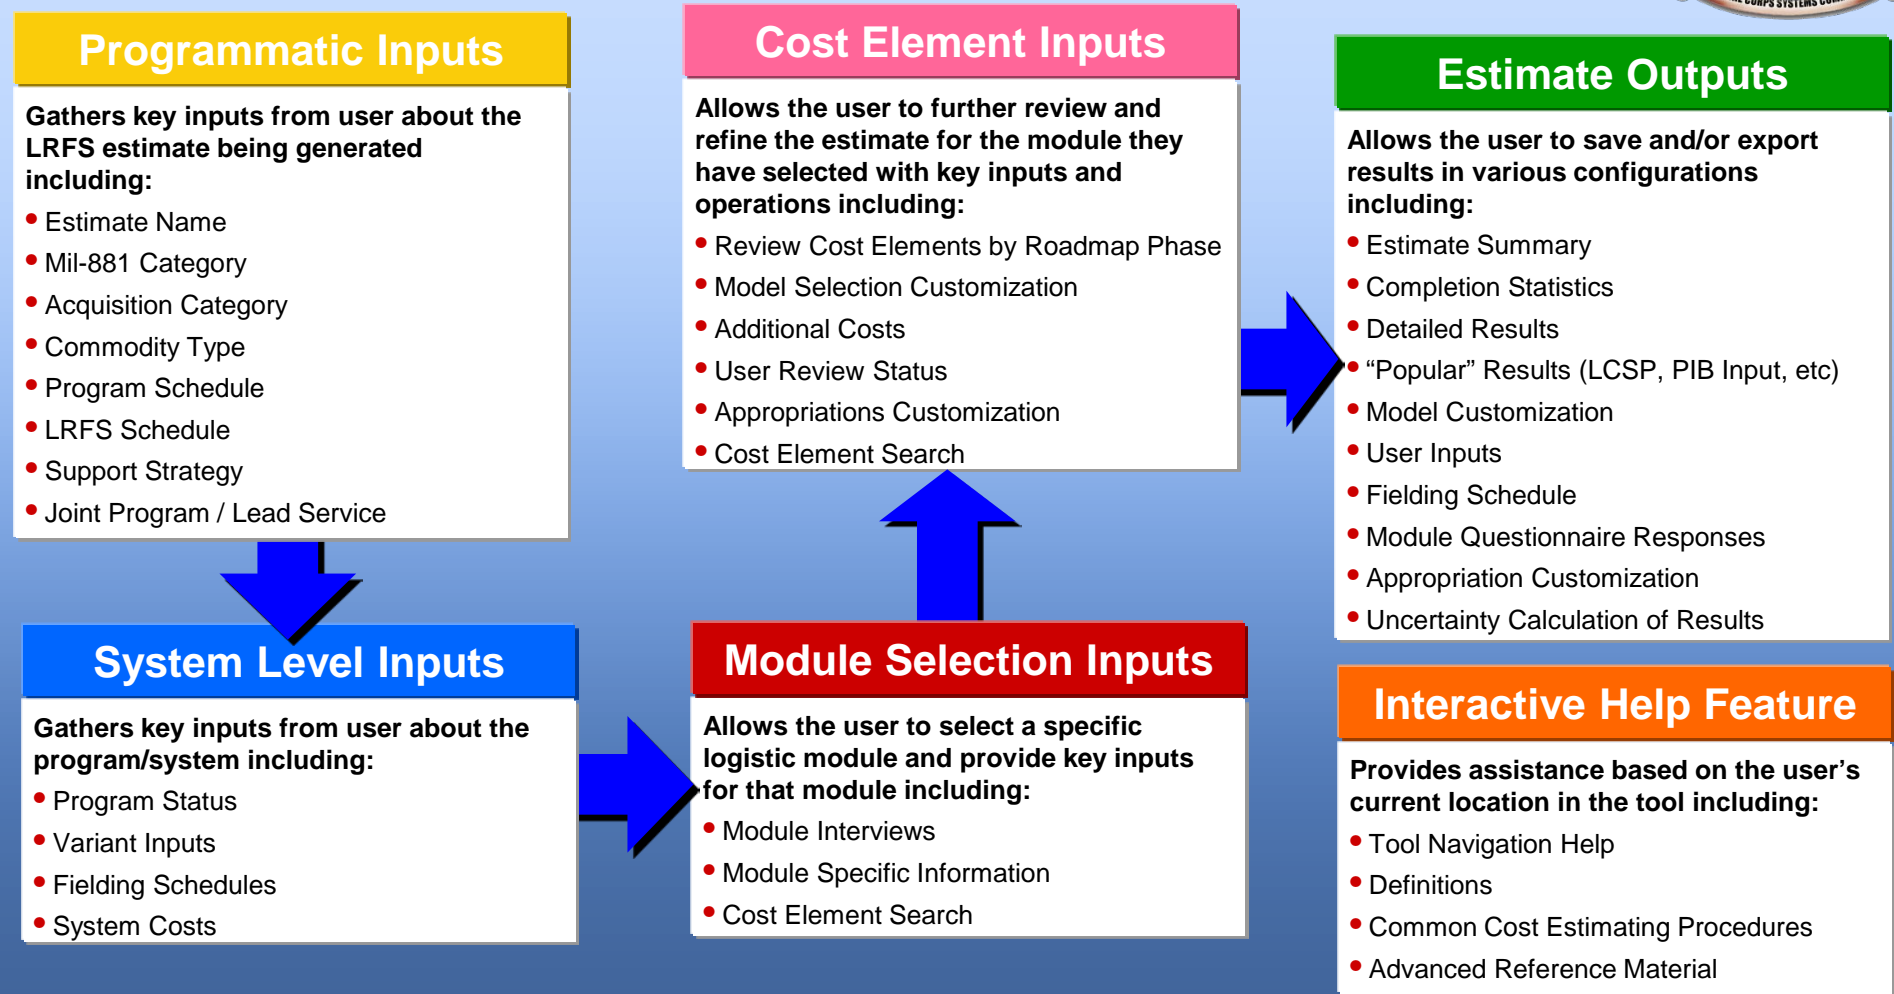 Programmatic Inputs
Gathers key inputs from user about the
LRFS estimate being generated
including:
• Estimate Name
• Mil-881 Category
• Acquisition Category
• Commodity Type
• Program Schedule
• LRFS Schedule
• Support Strategy
• Joint Program / Lead Service
System Level Inputs
Gathers key inputs from user about the
program/system including:
• Program Status
• Variant Inputs
• Fielding Schedules
• System Costs
Module Selection Inputs
Allows the user to select a specific
logistic module and provide key inputs
for that module including:
• Module Interviews
• Module Specific Information
• Cost Element Search
Cost Element Inputs
Allows the user to further review and
refine the estimate for the module they
have selected with key inputs and
operations including:
• Review Cost Elements by Roadmap Phase
• Model Selection Customization
• Additional Costs
• User Review Status
• Appropriations Customization
• Cost Element Search
CORPS SYSTEMS
Estimate Outputs
Allows the user to save and/or export
results in various configurations
including:
• Estimate Summary
• Completion Statistics
• Detailed Results
• “Popular” Results (LCSP, PIB Input, etc)
• Model Customization
• User Inputs
• Fielding Schedule
• Module Questionnaire Responses
• Appropriation Customization
• Uncertainty Calculation of Results
Interactive Help Feature
Provides assistance based on the user’s
current location in the tool including:
• Tool Navigation Help
• Definitions
• Common Cost Estimating Procedures
• Advanced Reference Material